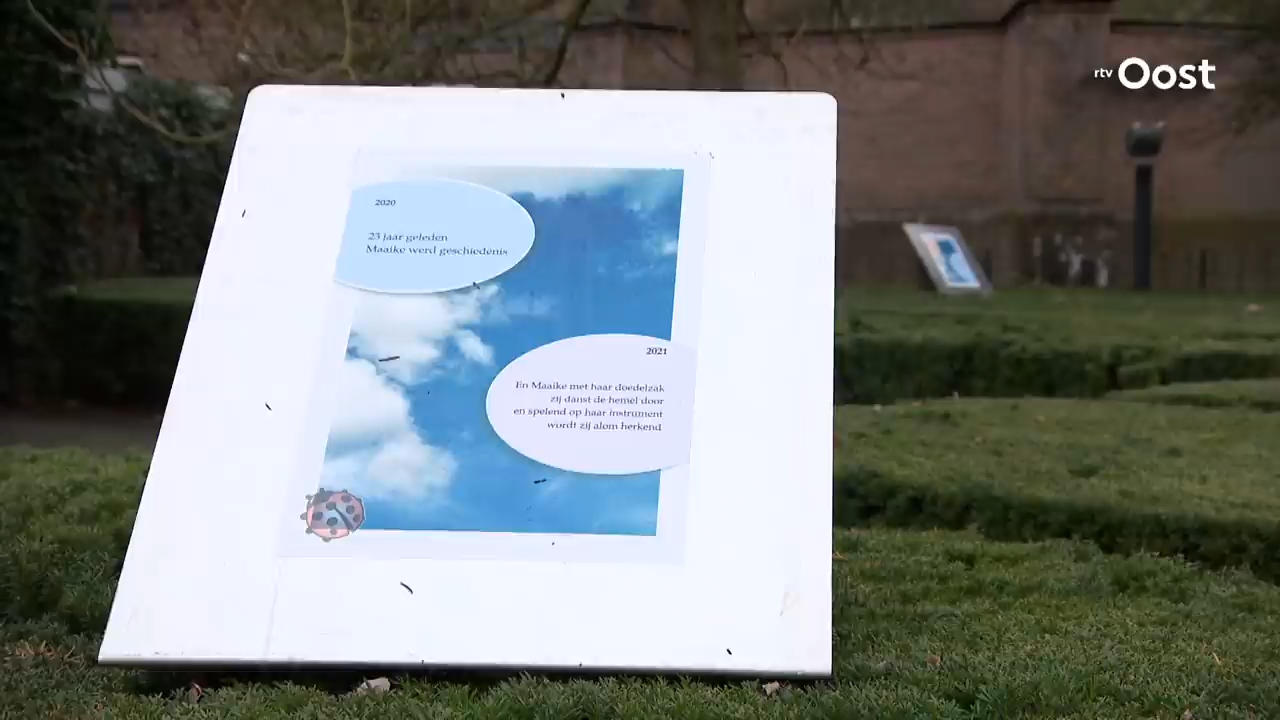 rtv Oost
2020
23 jaar geleden
Maaike werd geschiedenis
2021
En Maaike met haar doedelzak
zij danst de hemel door
en spelend op haar instrument
wordt zij alom herkend